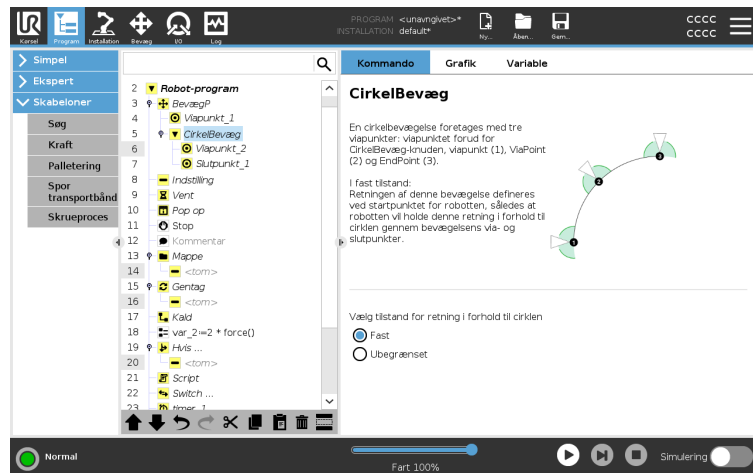 UR
PROGRAM <unavngivet>*
INSTALLATION default*
CCCC
CCCC
Kørsel
Program
Installation
Bevæg
I/O
Log
Ny...
Åben...
Gem...
Simpel
Ekspert
Skabeloner
Søg
Kraft
Palletering
Spor
transportbånd
Skrueproces
2 Robot-program
3 BevægP
4 Viapunkt_1
5 CirkelBevæg
6 Viapunkt_2
7 Slutpunkt_1
8 Indstilling
9 Vent
10 Pop op
11 Stop
12 Kommentar
13 Mappe
14 <tom>
15 Gentag
16 <tom>
17 Kald
18 var_2:=2 * force()
19 Hvis ...
20 <tom>
21 Script
22 Switch ...
23 timer_1
Kommando
Grafik
Variable
CirkelBevæg
En cirkelbevægelse foretages med tre
viapunkter: viapunktet forud for
CirkelBevæg-knuden, viapunkt (1), ViaPoint
(2) og EndPoint (3).
I fast tilstand:
Retningen af denne bevægelse defineres
ved startpunktet for robotten, således at
robotten vil holde denne retning i forhold til
cirklen gennem bevægelsens via- og
slutpunkter.
3
2
1
Vælg tilstand for retning i forhold til cirklen
Fast
Ubegrænset
Normal
Fart 100%
Simulering